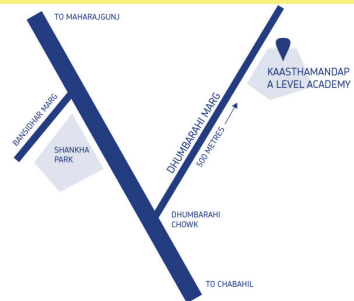 TO MAHARAJGUNJ
KAASTHAMANDAP
A LEVEL ACADEMY
BANSIDHAR MARG
SHANKHA
PARK
DHUMBARAHI MARG
500 METRES
DHUMBARAHI
CHOWK
TO CHABAHIL